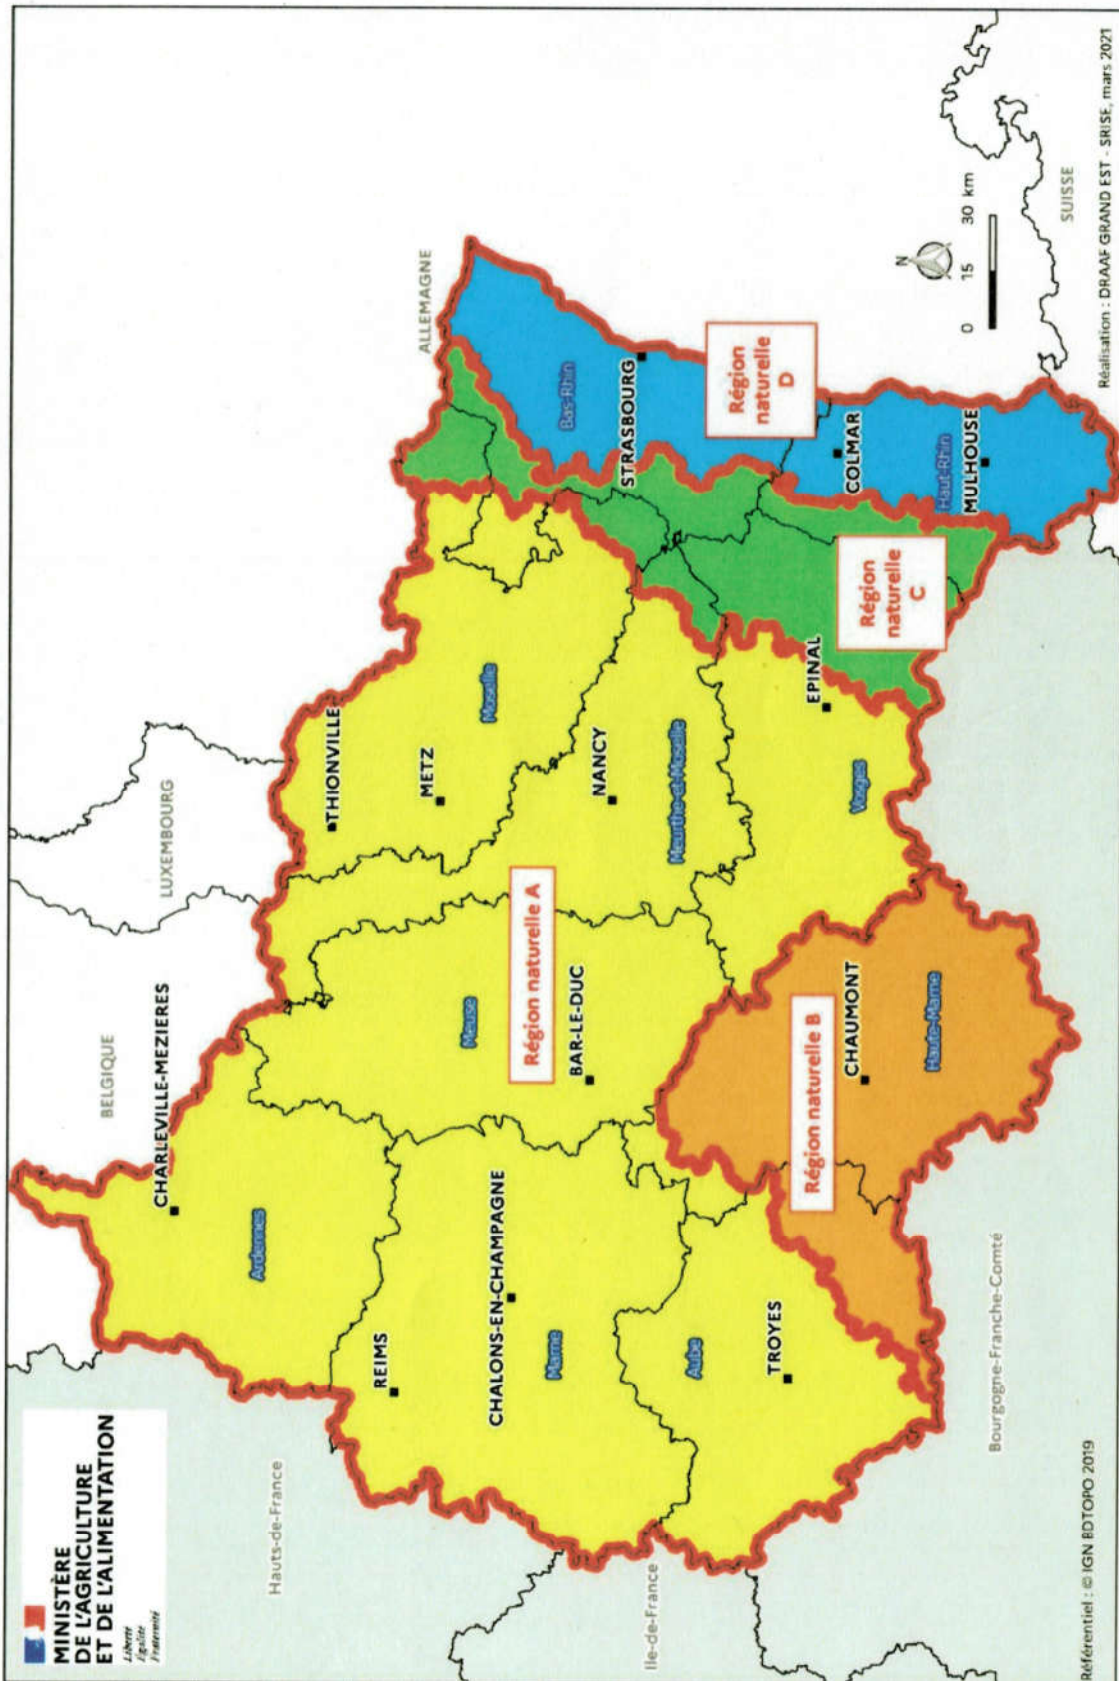 MINISTÈRE
DE L'AGRICULTURE
ET DE L'ALIMENTATION
Liberté
Égalité
Fraternité
BELGIQUE
LUXEMBOURG
ALLEMAGNE
CHARLEVILLE-MEZIERES
Hauts-de-France
Ardennes
THIONVILLE
REIMS
METZ
Meuse
Moselle
CHALONS-EN-CHAMPAGNE
Région naturelle A
Marne
BAR-LE-DUC
NANCY
Bas-Rhin
STRASBOURG
Ile-de-France
Meurthe-et-Moselle
Aube
Région
naturelle
D
TROYES
Région naturelle B
EPINAL
COLMAR
CHAUMONT
Vosges
Région
naturelle
C
Haute-Marne
Haut-Rhin
MULHOUSE
N
0 15 30 km
Bourgogne-Franche-Comté
SUISSE
Référentiel : © IGN BDTOPO 2019
Réalisation : DRAAF GRAND EST - SRISE, mars 2021